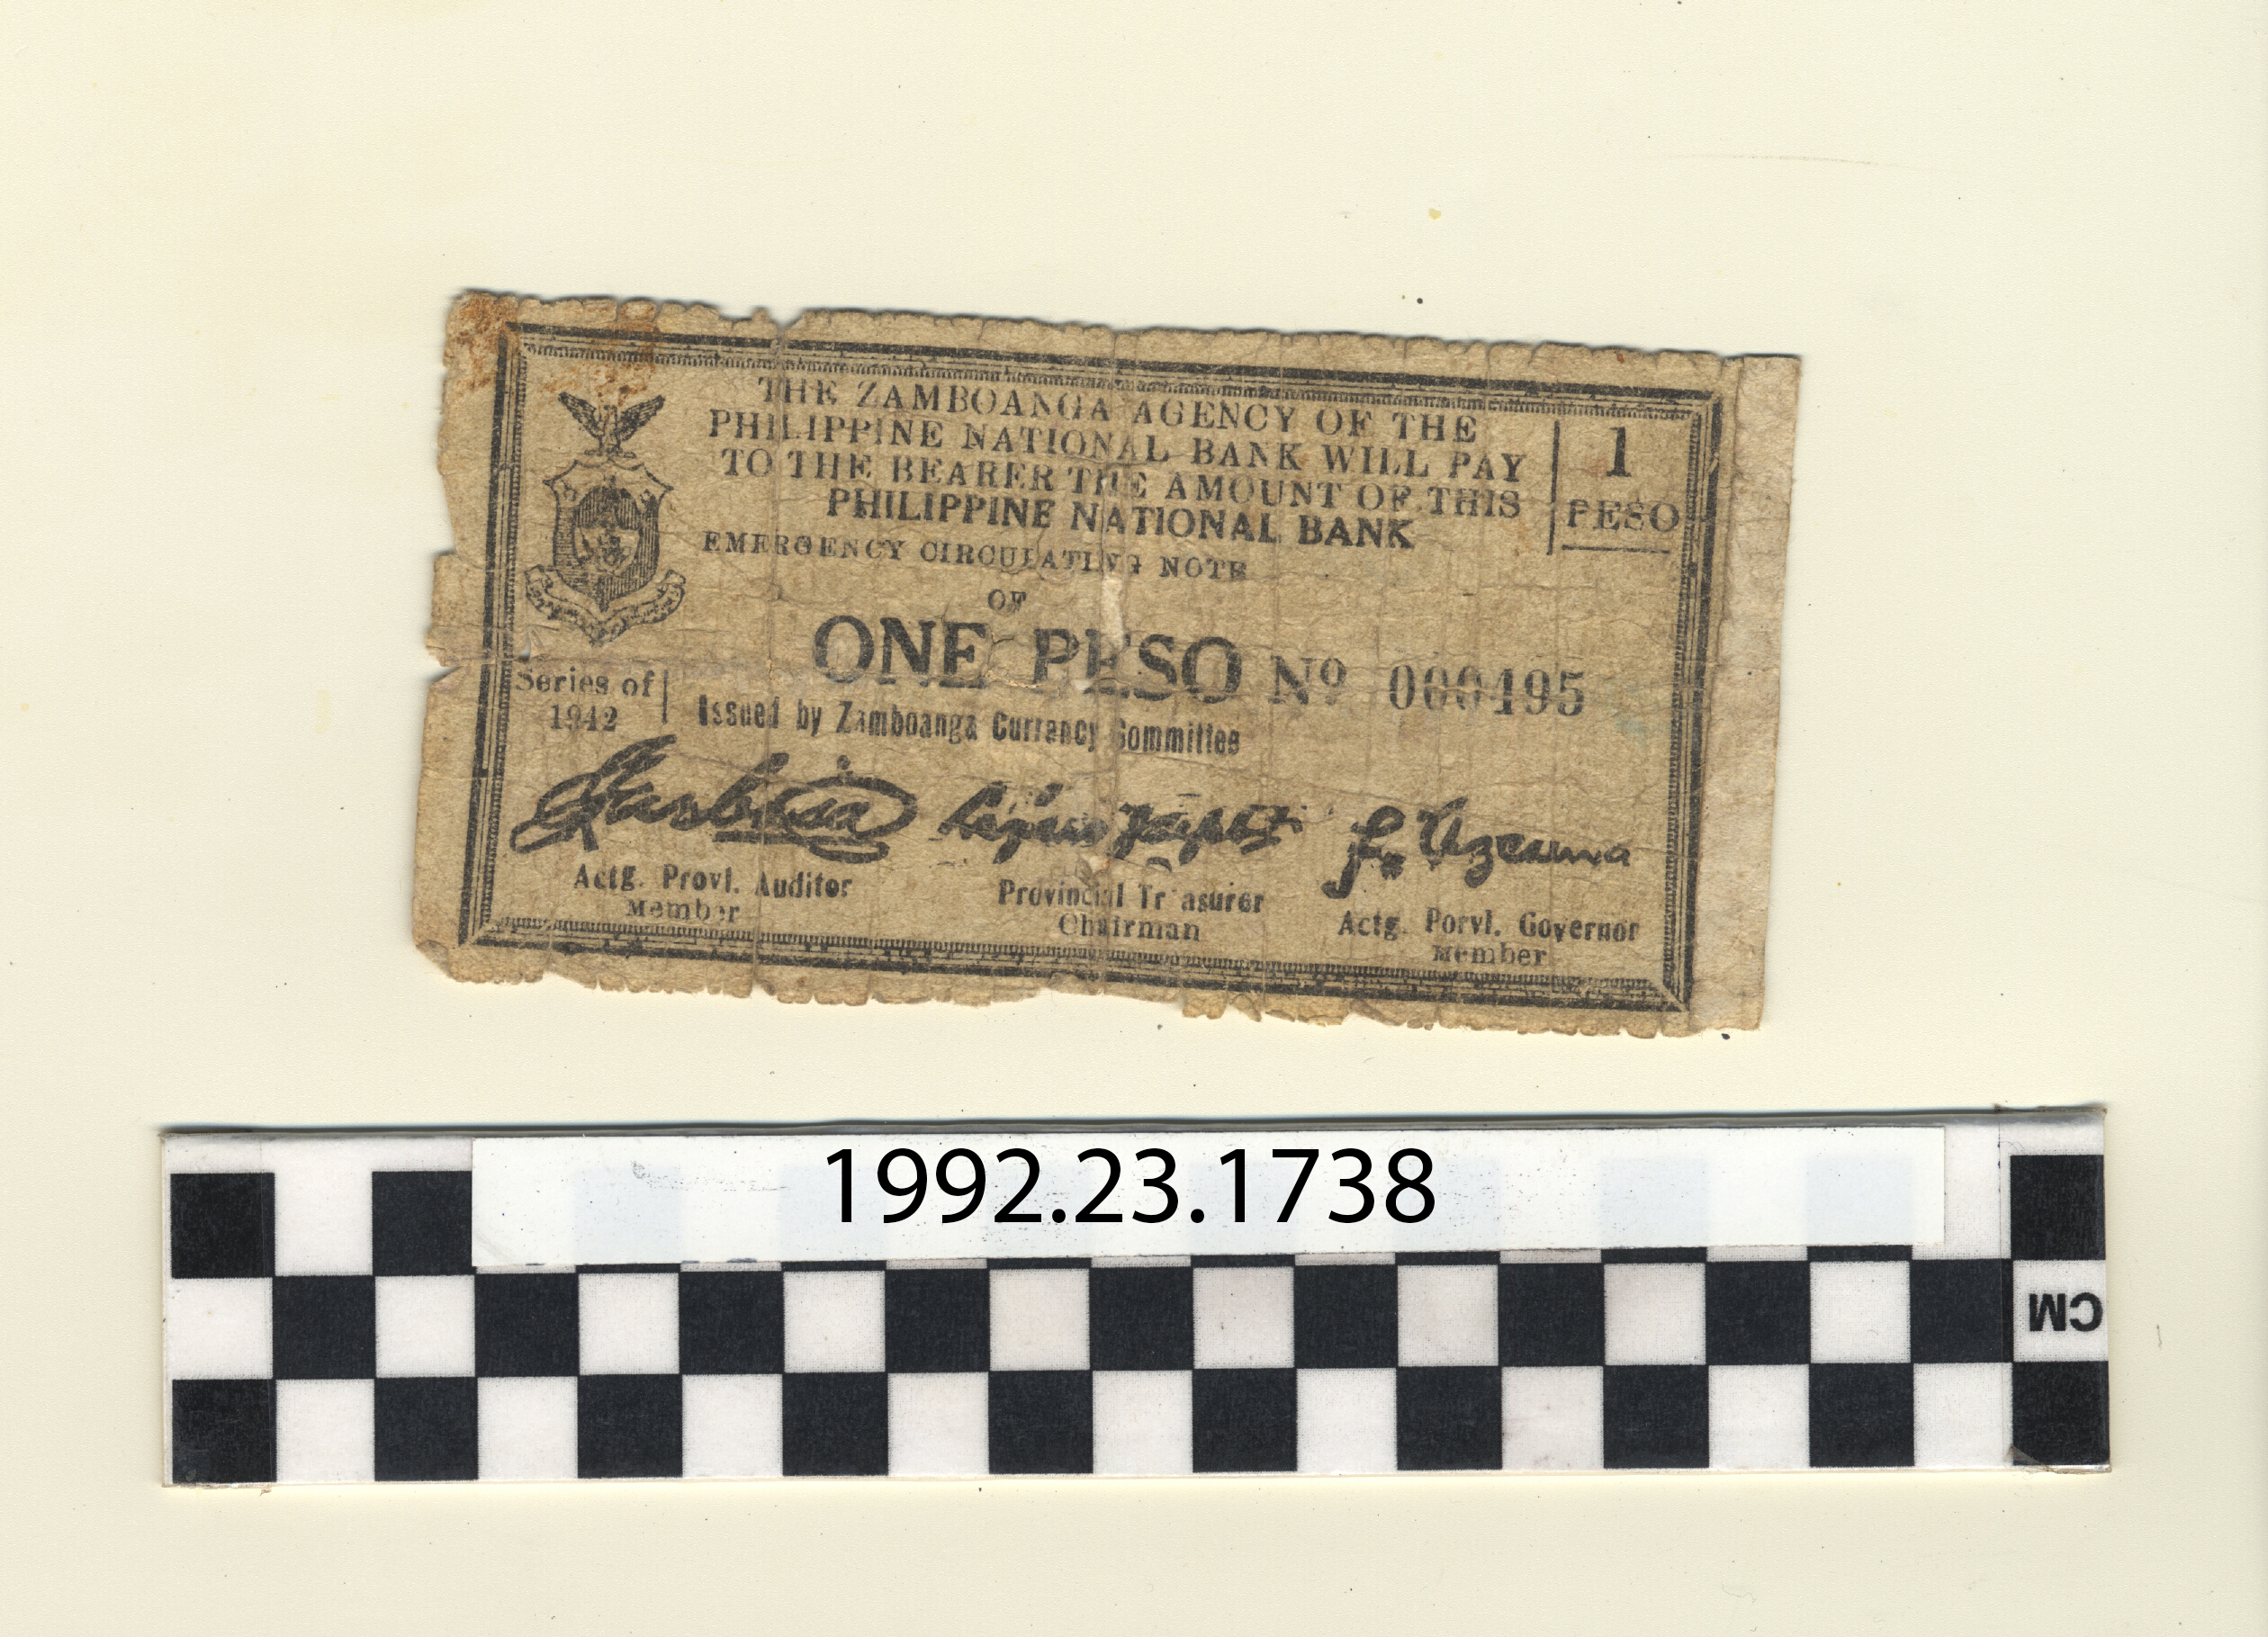 THE ZAMBOANGA AGENCY OF THE
PHILIPPINE NATIONAL BANK WILL PAY
TO THE BEARER THE AMOUNT OF THIS
PHILIPPINE NATIONAL BANK
EMERGENCY CIRCULATING NOTE
OF
ONE PESO
1
PESO
Nº 000495
Series of
1942
Issued by Zamboanga Currancy Committee
Actg. Provl. Auditor
Member
Provincial Treasurer
Chairman
Actg. Porvl. Governor
Member
1992.23.1738
CM